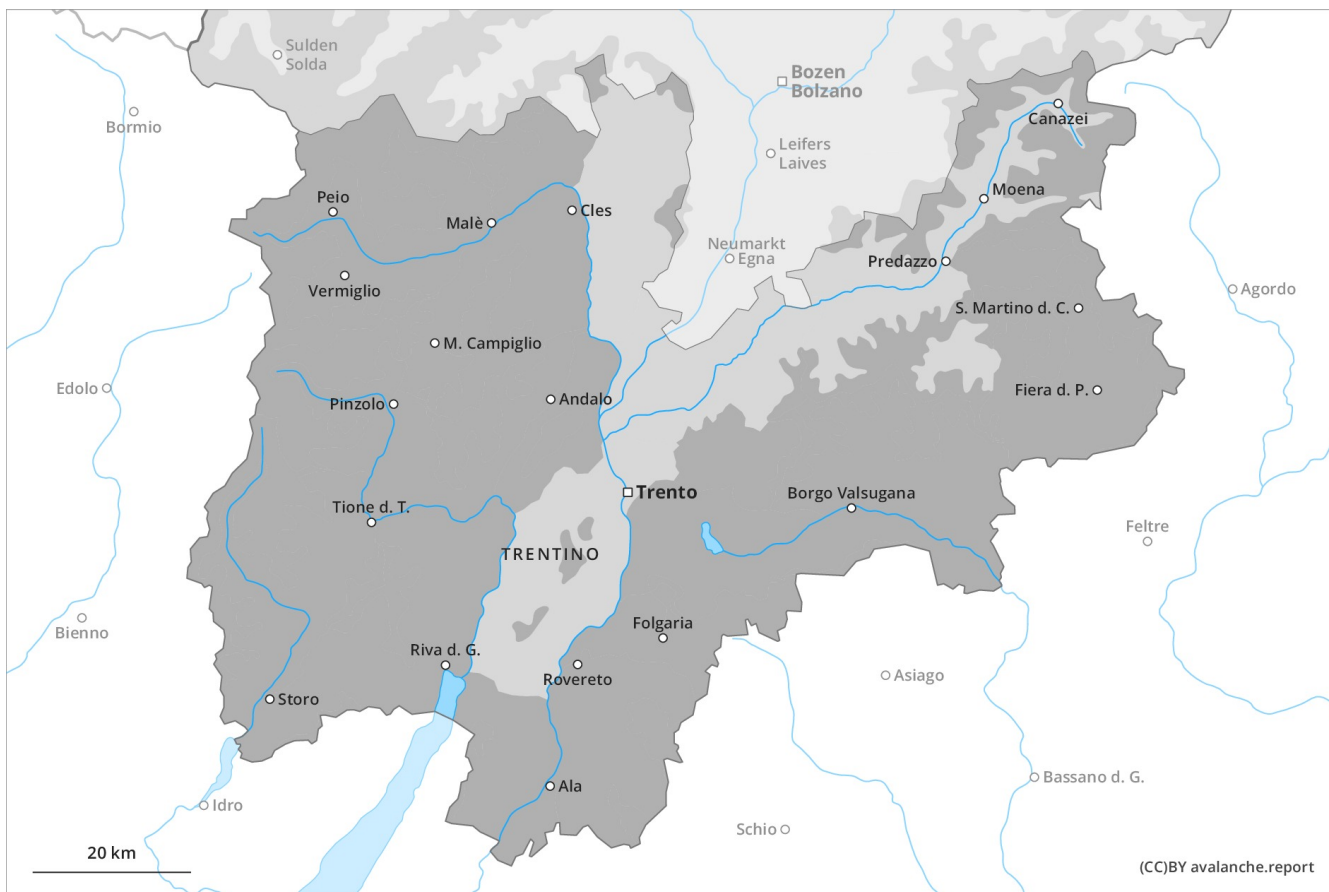 Sulden
Solda
Bozen
Bolzano
Bormio
Canazei
Leifers
Laives
Moena
Peio
Malè
Cles
Neumarkt
Egna
Predazzo
Vermiglio
Agordo
S. Martino d. C.
M. Campiglio
Edolo
Pinzolo
Andalo
Fiera d. P.
Trento
Borgo Valsugana
Tione d. T.
Feltre
TRENTINO
Bienno
Folgaria
Riva d. G.
Rovereto
Asiago
Storo
Bassano d. G.
Ala
Idro
Schio
20 km
(CC)BY avalanche.report